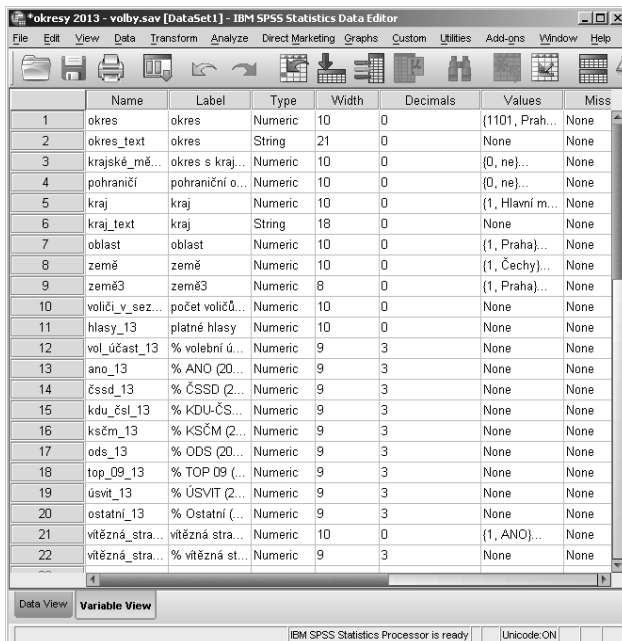 *okresy 2013 - volby.sav [DataSet1] - IBM SPSS Statistics Data Editor
File Edit View Data Transform Analyze Direct Marketing Graphs Custom Utilities Add-ons Window Help
Name Label Type Width Decimals Values Miss
1 okres okres Numeric 10 0 {1101, Prah... None
2 okres_text okres String 21 0 None None
3 krajské_mě... okres s kraj... Numeric 10 0 {0, ne}... None
4 pohraničí pohraniční o... Numeric 10 0 {0, ne}... None
5 kraj kraj Numeric 10 0 {1, Hlavní m... None
6 kraj_text kraj String 18 0 None None
7 oblast oblast Numeric 10 0 {1, Praha}... None
8 země země Numeric 10 0 {1, Čechy}... None
9 země3 země3 Numeric 8 0 {1, Praha}... None
10 voliči_v_sez... počet voličů... Numeric 10 0 None None
11 hlasy_13 platné hlasy Numeric 10 0 None None
12 vol_účast_13 % volební ú... Numeric 9 3 None None
13 ano_13 % ANO (20... Numeric 9 3 None None
14 čssd_13 % ČSSD (2... Numeric 9 3 None None
15 kdu_čsl_13 % KDU-ČS... Numeric 9 3 None None
16 ksčm_13 % KSČM (2... Numeric 9 3 None None
17 ods_13 % ODS (20... Numeric 9 3 None None
18 top_09_13 % TOP 09 (... Numeric 9 3 None None
19 úsvit_13 % ÚSVIT (2... Numeric 9 3 None None
20 ostatní_13 % Ostatní (... Numeric 9 3 None None
21 vítězná_stra... vítězná stra... Numeric 10 0 {1, ANO}... None
22 vítězná_stra... % vítězná st... Numeric 9 3 None None
Data View Variable View
IBM SPSS Statistics Processor is ready Unicode:ON